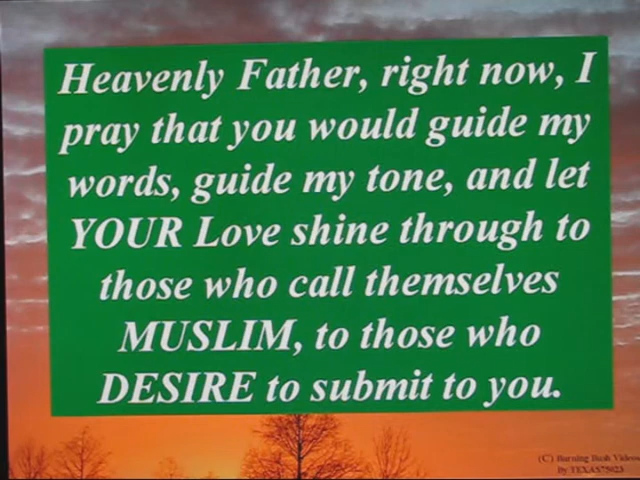 Heavenly Father, right now, I
pray that you would guide my
words, guide my tone, and let
YOUR Love shine through to
those who call themselves
MUSLIM, to those who
DESIRE to submit to you.
(C) Burning Bush Videos
By TEXAS75023